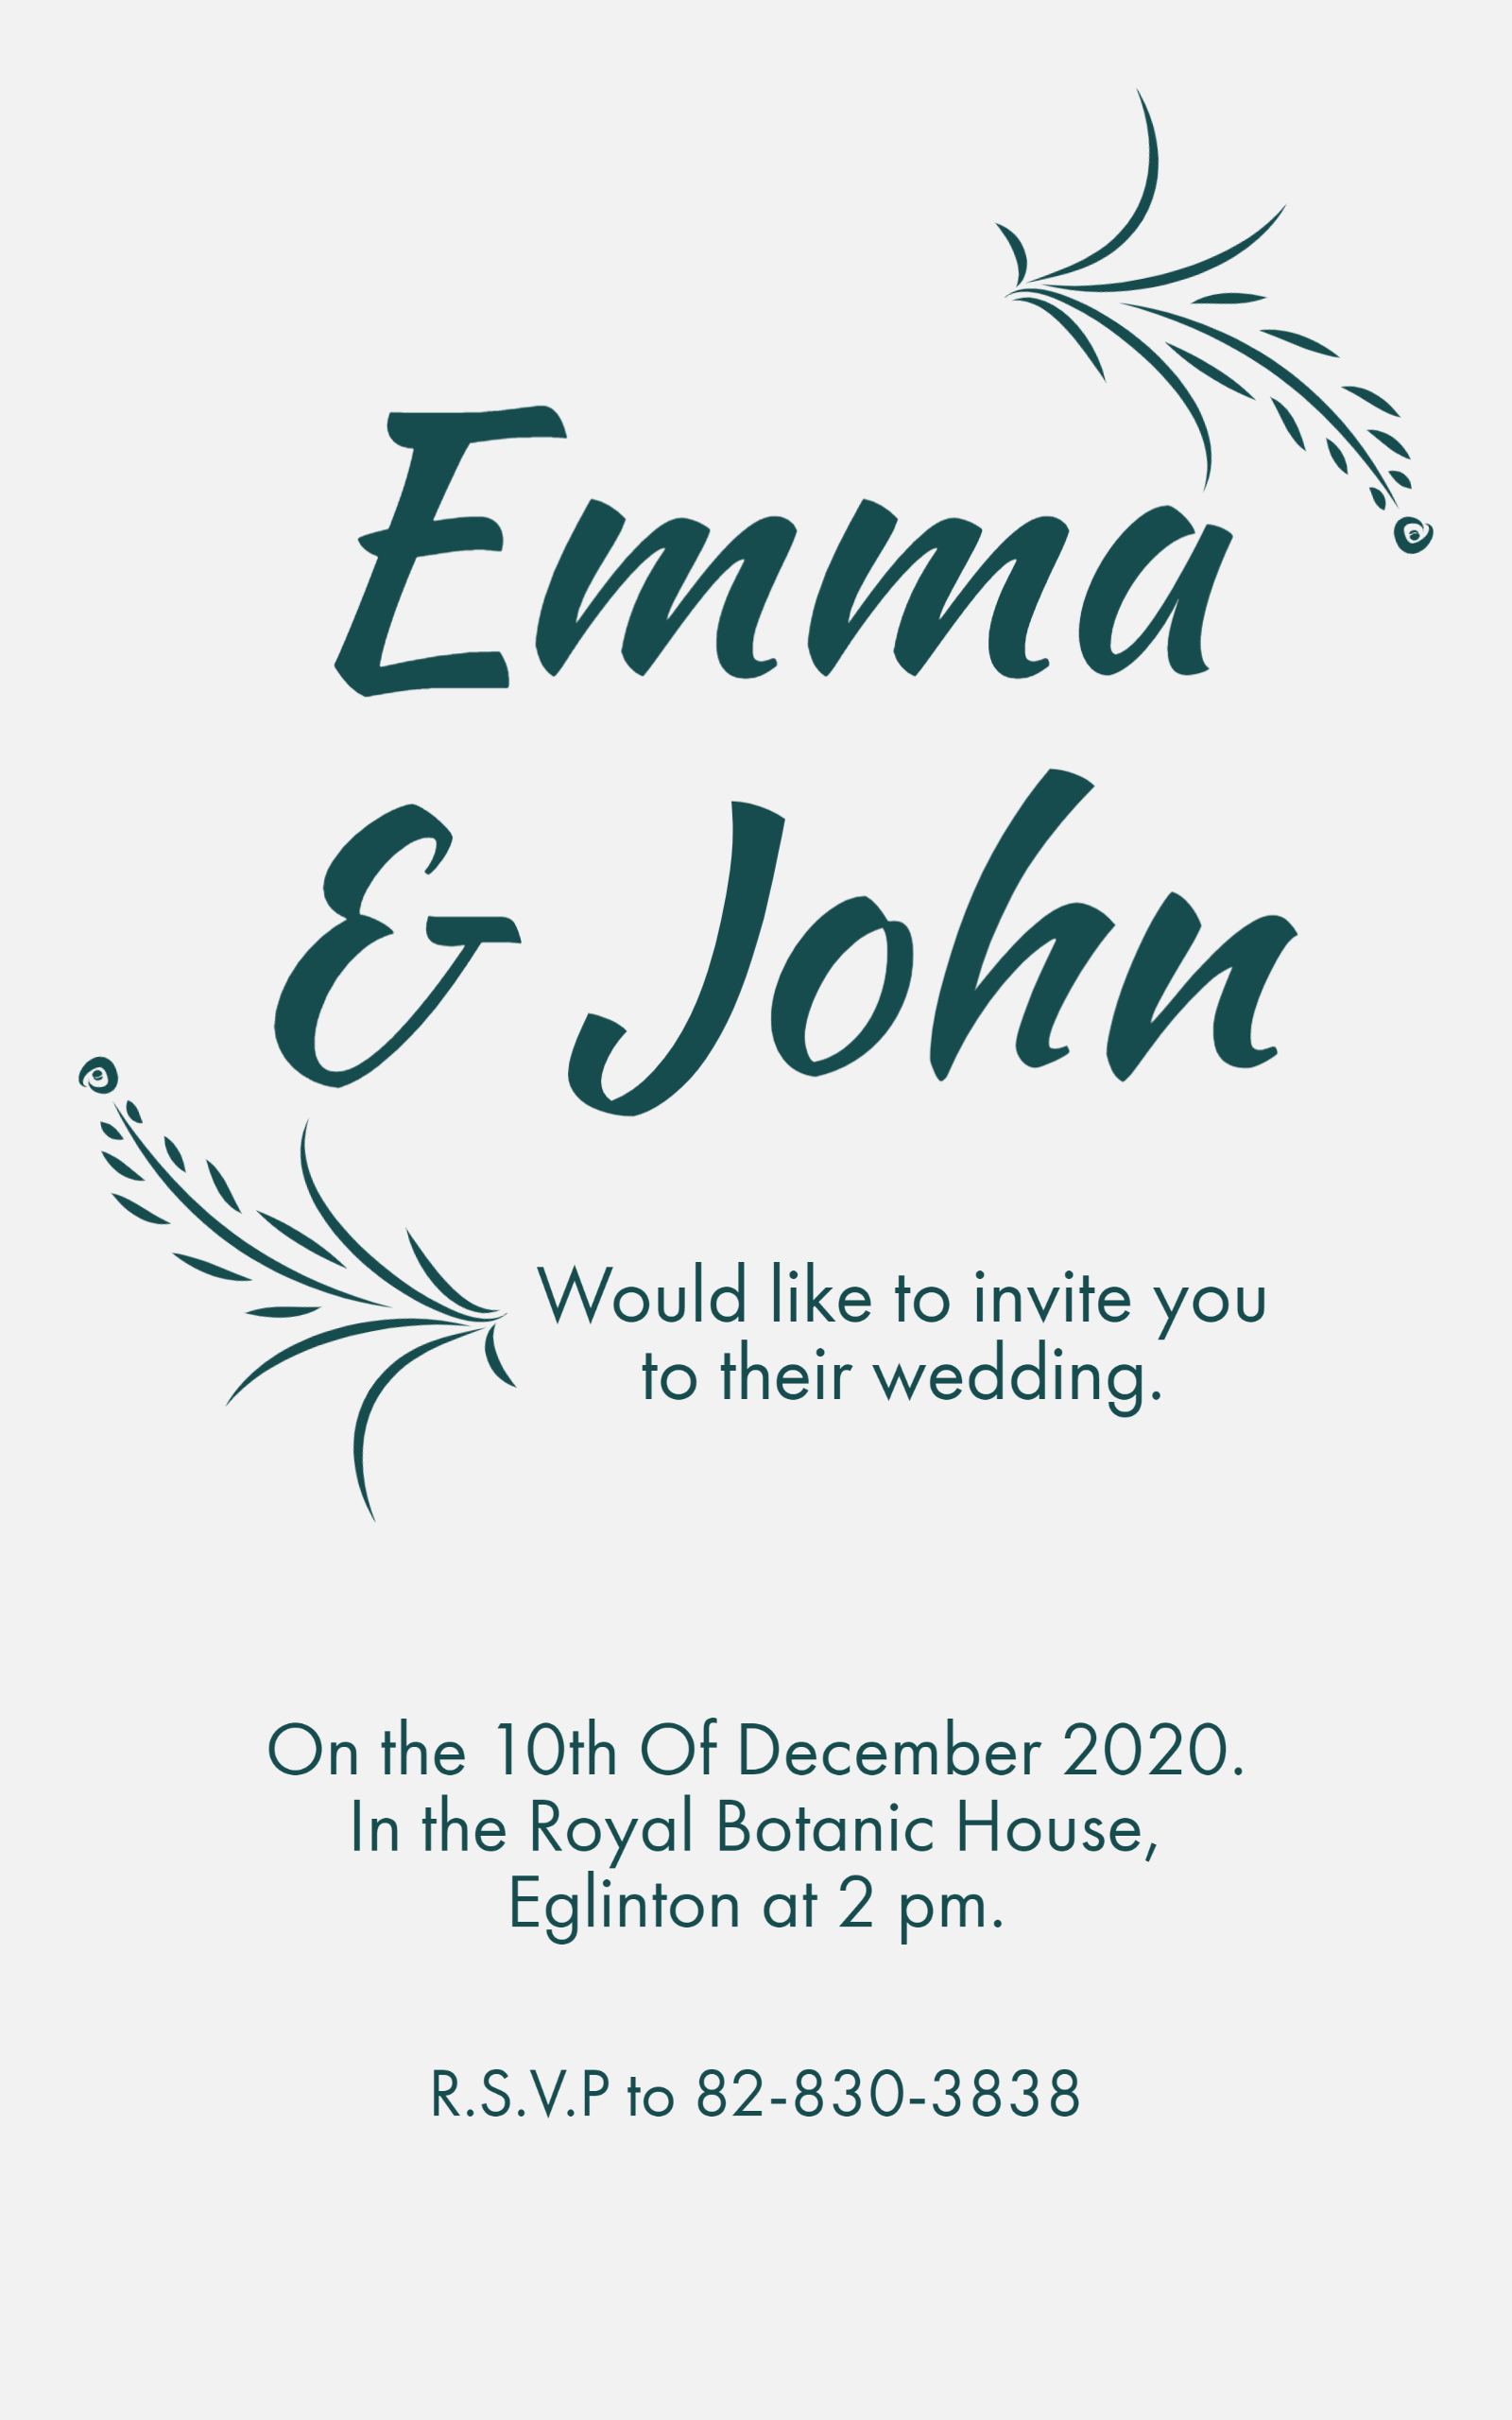 Emma
& John
Would like to invite you
to their wedding.
On the 10th Of December 2020.
In the Royal Botanic House,
Eglinton at 2 pm.
R.S.V.P to 82-830-3838